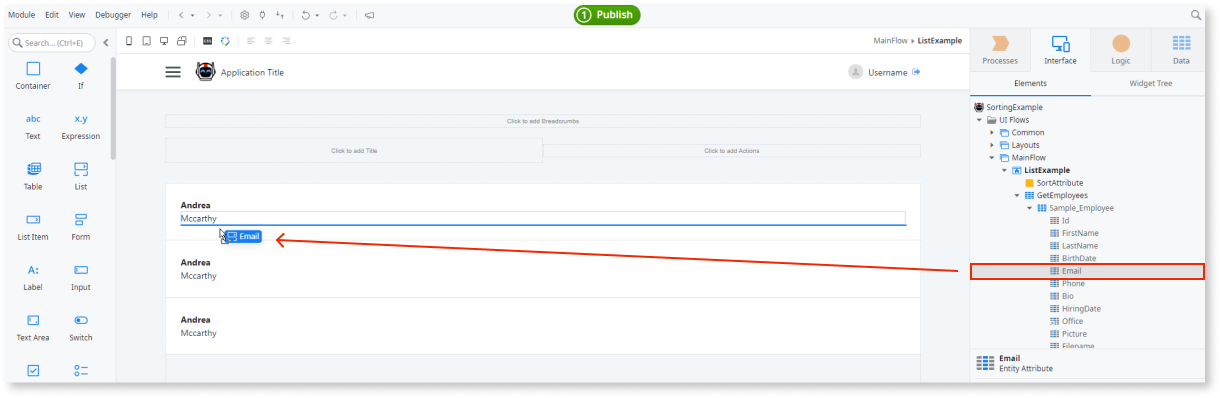 Module Edit View Debugger Help
1 Publish
Search... (Ctrl+E)
Container If
abc x.y
Text Expression
Table List
List Item Form
A:
Label Input
Text Area Switch
CSS
MainFlow ListExample
Application Title
Username
Click to add Breadcrumbs
Click to add Title
Click to add Actions
Andrea
Mccarthy
Email
Andrea
Mccarthy
Andrea
Mccarthy
Processes Interface Logic Data
Elements Widget Tree
SortingExample
UI Flows
Common
Layouts
MainFlow
ListExample
SortAttribute
GetEmployees
Sample_Employee
Id
FirstName
LastName
BirthDate
Email
Phone
Bio
HiringDate
Office
Picture
Filename
Email
Entity Attribute